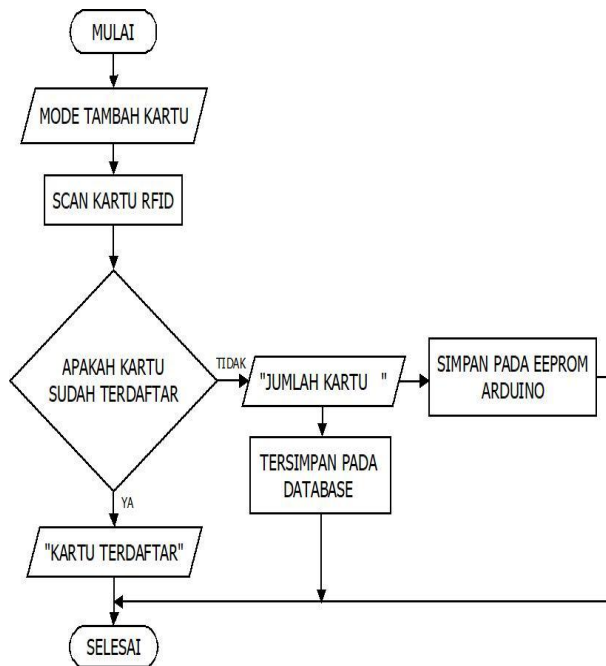 MULAI
MODE TAMBAH KARTU
SCAN KARTU RFID
APAKAH KARTU
SUDAH TERDAFTAR
TIDAK
"JUMLAH KARTU "
SIMPAN PADA EEPROM
ARDUINO
TERSIMPAN PADA
DATABASE
YA
"KARTU TERDAFTAR"
SELESAI